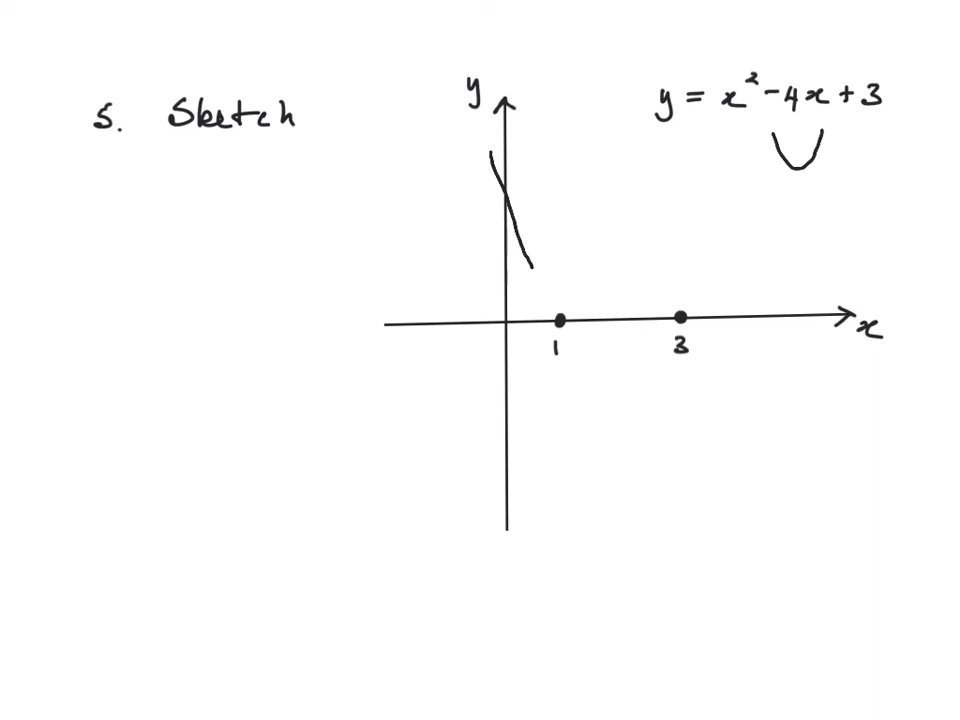 5. Sketch
y = x² - 4x + 3
y
x
1
3